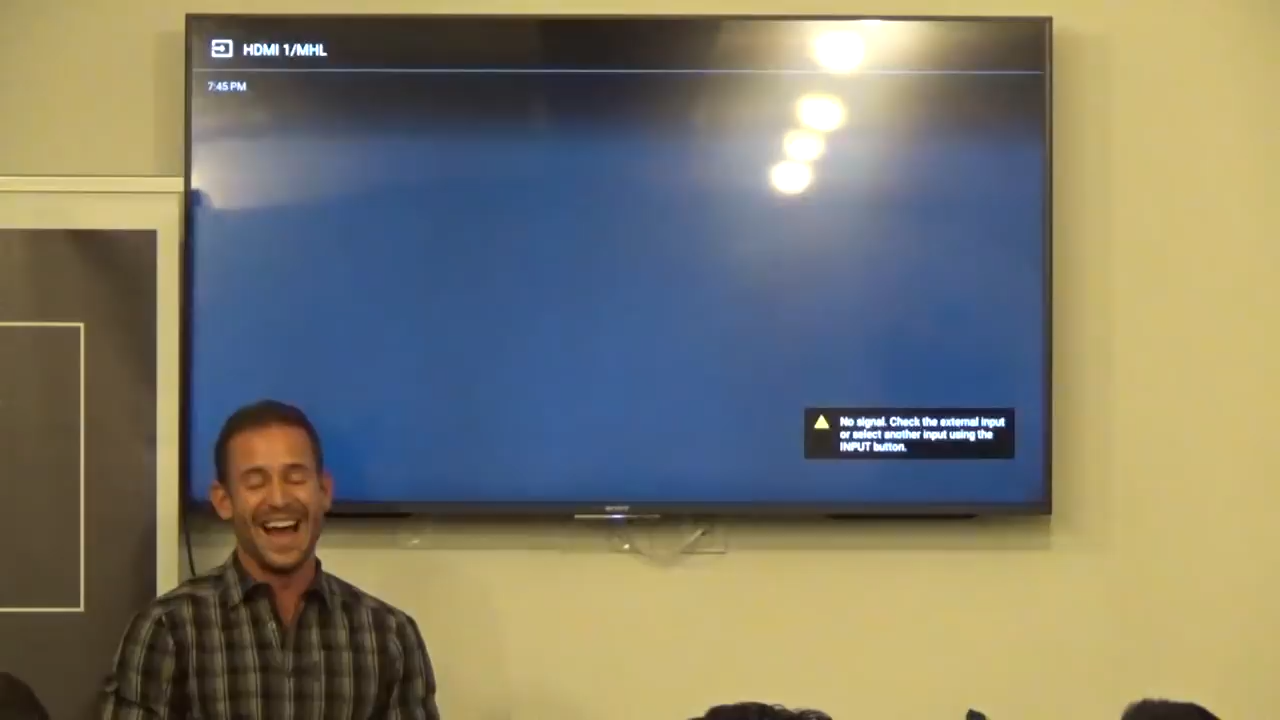 HDMI 1/MHL
7:45 PM
No signal. Check the external input
or select another input using the
INPUT button.
SONY